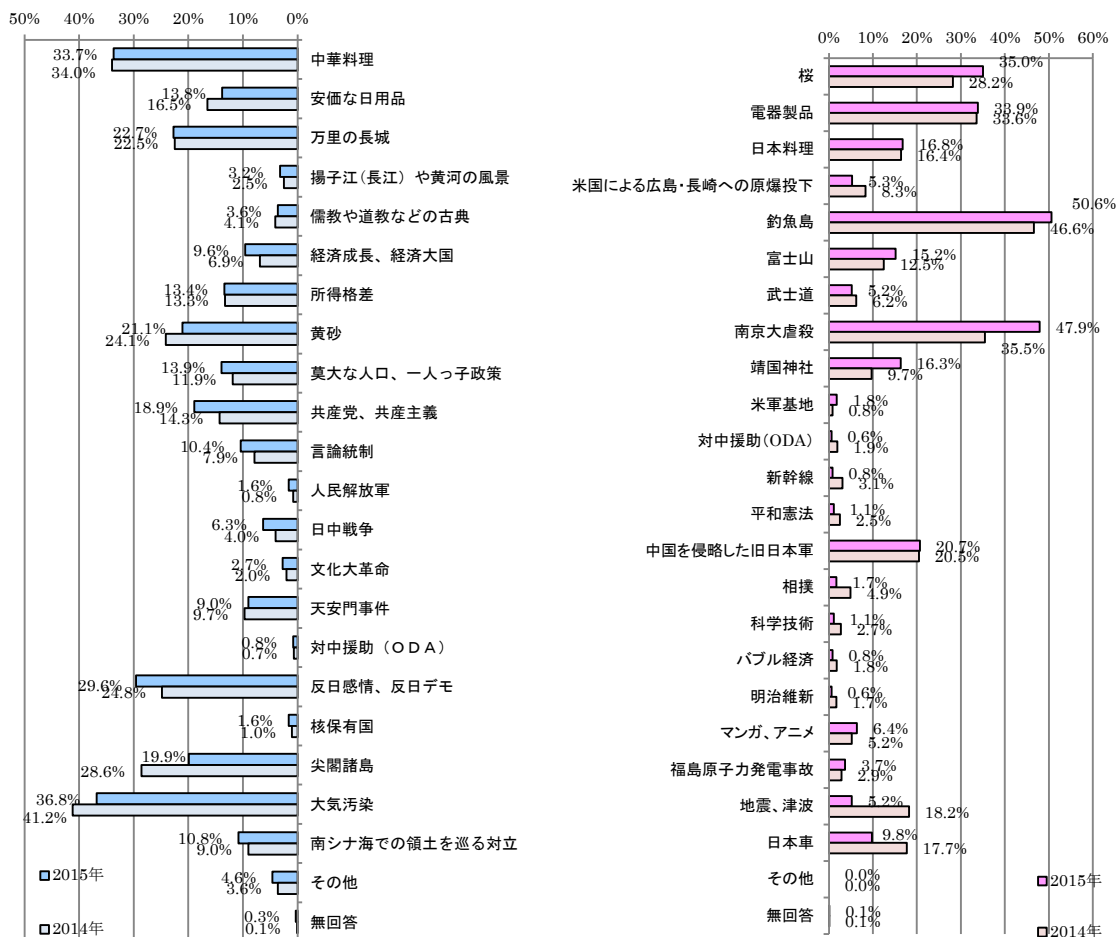 50% 40% 30% 20% 10% 0%
33.7%
34.0%
中華料理
13.8%
16.5%
安価な日用品
22.7%
22.5%
万里の長城
3.2%
2.5%
揚子江(長江）や黄河の風景
3.6%
4.1%
儒教や道教などの古典
9.6%
6.9%
経済成長、経済大国
13.4%
13.3%
所得格差
21.1%
24.1%
黄砂
13.9%
11.9%
莫大な人口、一人っ子政策
18.9%
14.3%
共産党、共産主義
10.4%
7.9%
言論統制
1.6%
0.8%
人民解放軍
6.3%
4.0%
日中戦争
2.7%
2.0%
文化大革命
9.0%
9.7%
天安門事件
0.8%
0.7%
対中援助（ＯＤＡ）
29.6%
24.8%
反日感情、反日デモ
1.6%
1.0%
核保有国
19.9%
28.6%
尖閣諸島
36.8%
41.2%
大気汚染
10.8%
9.0%
南シナ海での領土を巡る対立
4.6%
3.6%
その他
0.3%
0.1%
無回答
2015年
2014年
0% 10% 20% 30% 40% 50% 60%
桜
35.0%
28.2%
電器製品
33.9%
33.6%
日本料理
16.8%
16.4%
米国による広島・長崎への原爆投下
5.3%
8.3%
釣魚島
50.6%
46.6%
富士山
15.2%
12.5%
武士道
5.2%
6.2%
南京大虐殺
47.9%
35.5%
靖国神社
16.3%
9.7%
米軍基地
1.8%
0.8%
対中援助(ODA)
0.6%
1.9%
新幹線
0.8%
3.1%
平和憲法
1.1%
2.5%
中国を侵略した旧日本軍
20.7%
20.5%
相撲
1.7%
4.9%
科学技術
1.1%
2.7%
バブル経済
0.8%
1.8%
明治維新
0.6%
1.7%
マンガ、アニメ
6.4%
5.2%
福島原子力発電事故
3.7%
2.9%
地震、津波
5.2%
18.2%
日本車
9.8%
17.7%
その他
0.0%
0.0%
無回答
0.1%
0.1%
2015年
2014年